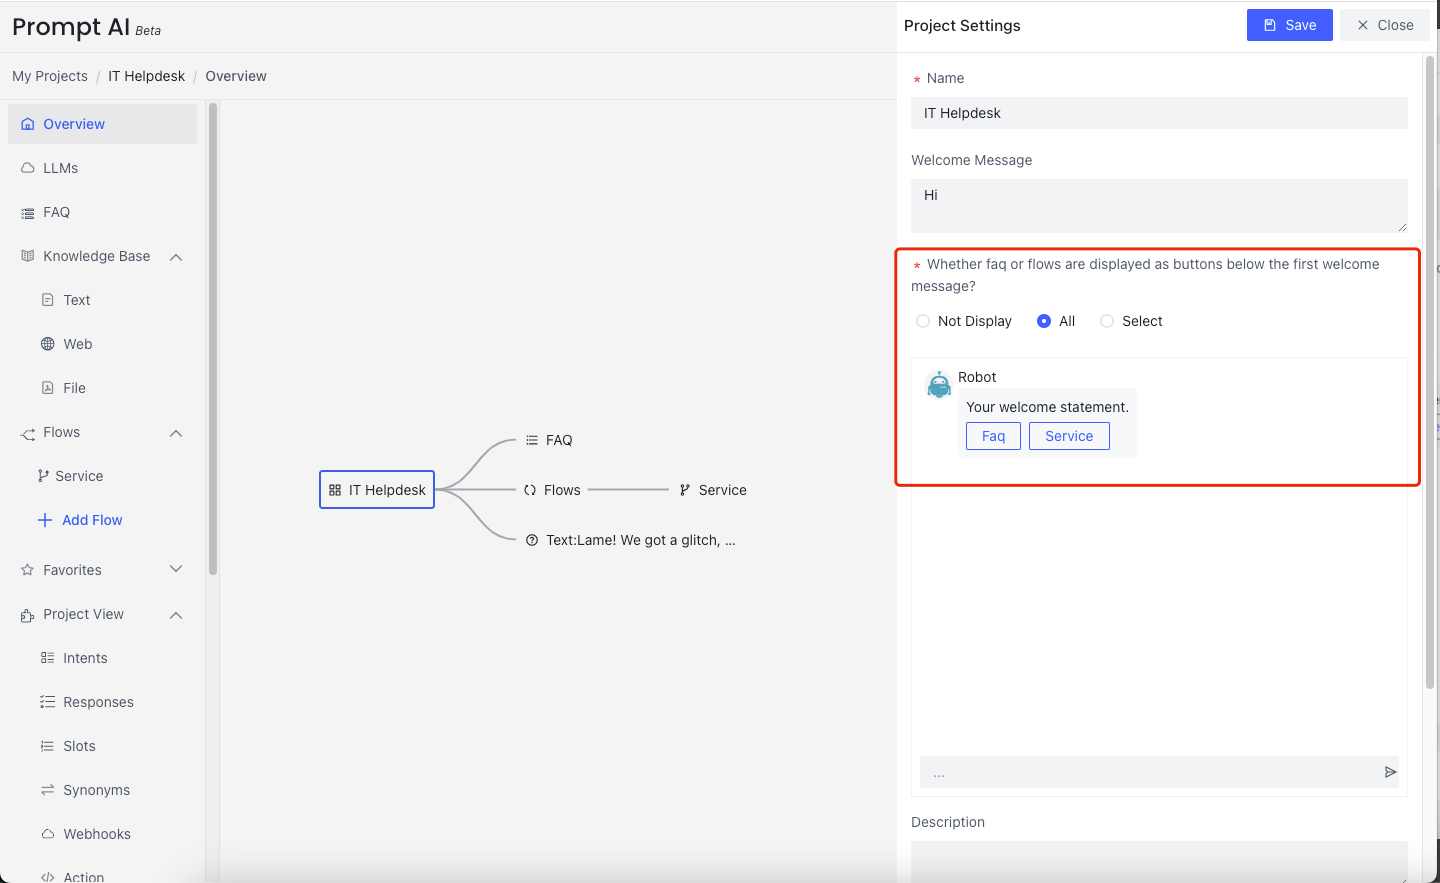 Prompt AI Beta
My Projects / IT Helpdesk / Overview
Overview
LLMs
FAQ
Knowledge Base
Text
Web
File
Flows
Service
Add Flow
Favorites
Project View
Intents
Responses
Slots
Synonyms
Webhooks
Action
IT Helpdesk
FAQ
Flows
Service
Text:Lame! We got a glitch, ...
Project Settings
Save
Close
* Name
IT Helpdesk
Welcome Message
Hi
* Whether faq or flows are displayed as buttons below the first welcome
message?
Not Display All Select
Robot
Your welcome statement.
Faq Service
...
Description